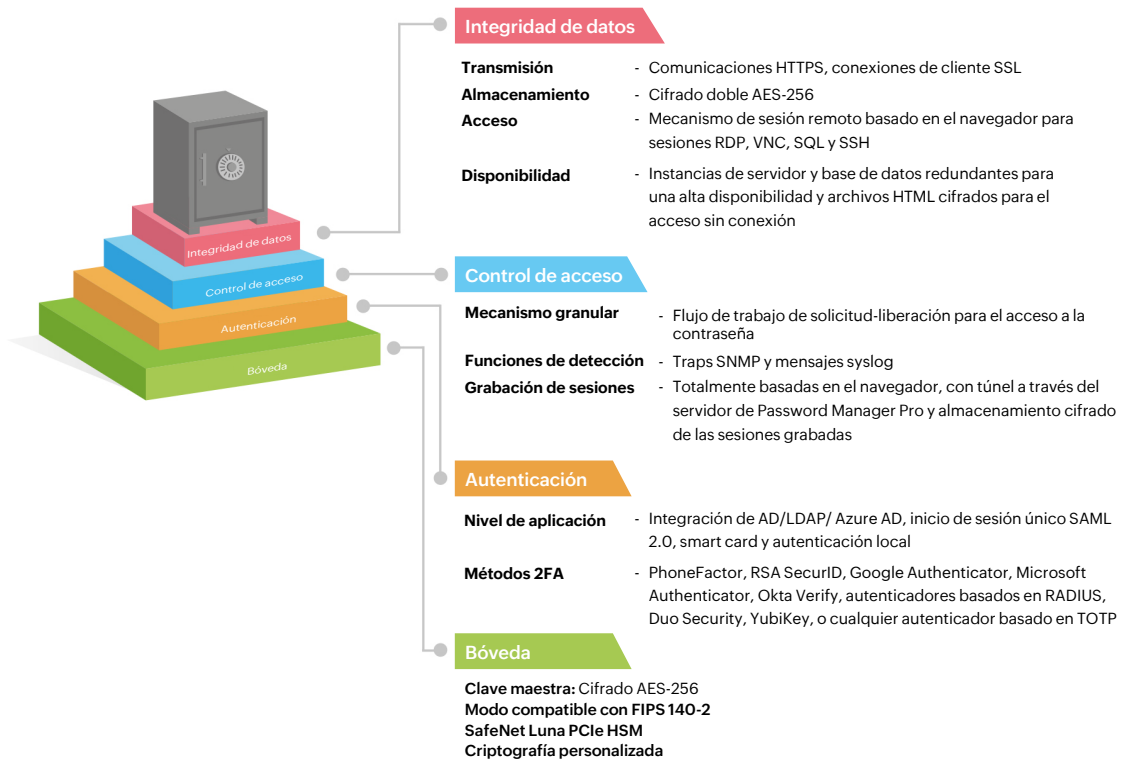 Integridad de datos
Transmisión - Comunicaciones HTTPS, conexiones de cliente SSL
Almacenamiento - Cifrado doble AES-256
Acceso - Mecanismo de sesión remoto basado en el navegador para
sesiones RDP, VNC, SQL y SSH
Disponibilidad - Instancias de servidor y base de datos redundantes para
una alta disponibilidad y archivos HTML cifrados para el
acceso sin conexión
Integridad de datos
Control de acceso
Autenticación
Bóveda
Control de acceso
Mecanismo granular - Flujo de trabajo de solicitud-liberación para el acceso a la
contraseña
Funciones de detección - Traps SNMP y mensajes syslog
Grabación de sesiones - Totalmente basadas en el navegador, con túnel a través del
servidor de Password Manager Pro y almacenamiento cifrado
de las sesiones grabadas
Autenticación
Nivel de aplicación - Integración de AD/LDAP/ Azure AD, inicio de sesión único SAML
2.0, smart card y autenticación local
Métodos 2FA - PhoneFactor, RSA SecurID, Google Authenticator, Microsoft
Authenticator, Okta Verify, autenticadores basados en RADIUS,
Duo Security, YubiKey, o cualquier autenticador basado en TOTP
Bóveda
Clave maestra: Cifrado AES-256
Modo compatible con FIPS 140-2
SafeNet Luna PCIe HSM
Criptografía personalizada